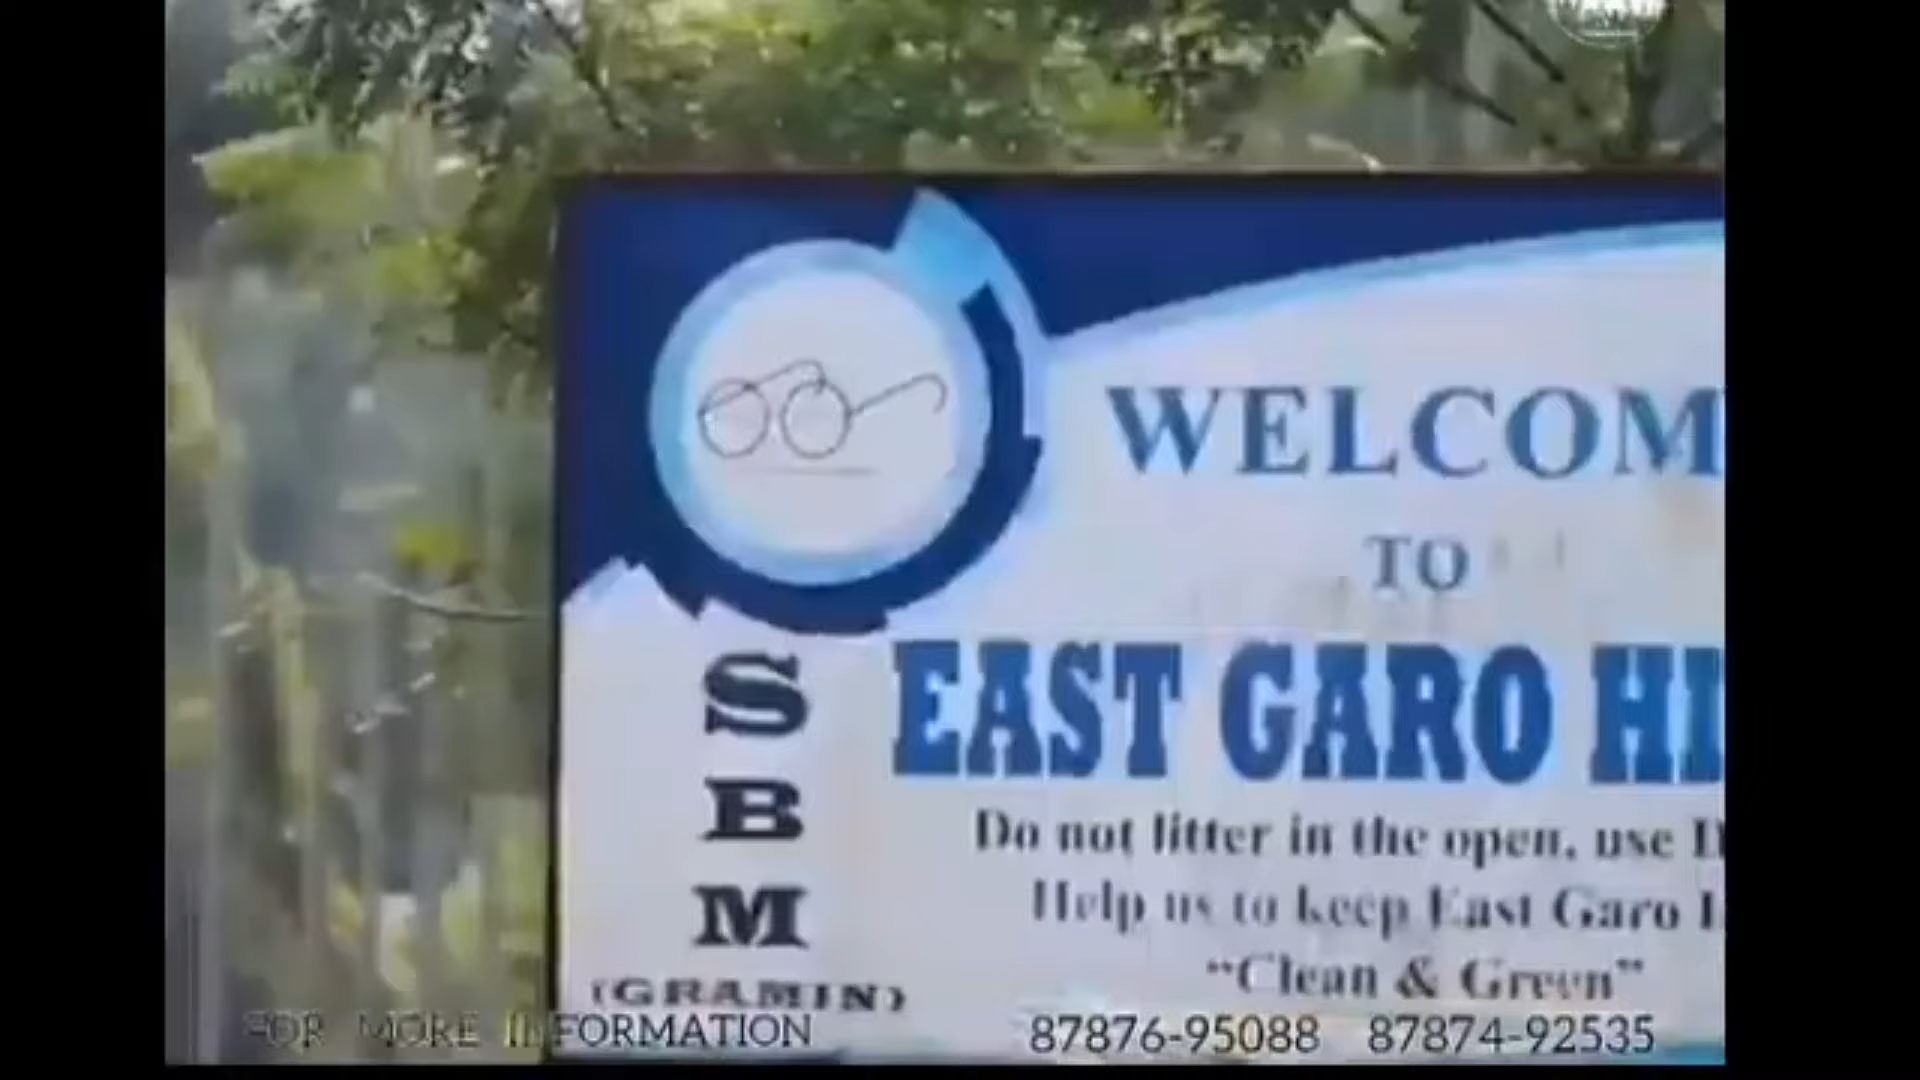 WELCOM
TO
EAST GARO HI
Do not litter in the open, use
Help us to keep East Garo
"Clean & Green"
S
B
M
(GRAMIN)
FOR MORE INFORMATION 87876-95088 87874-92535